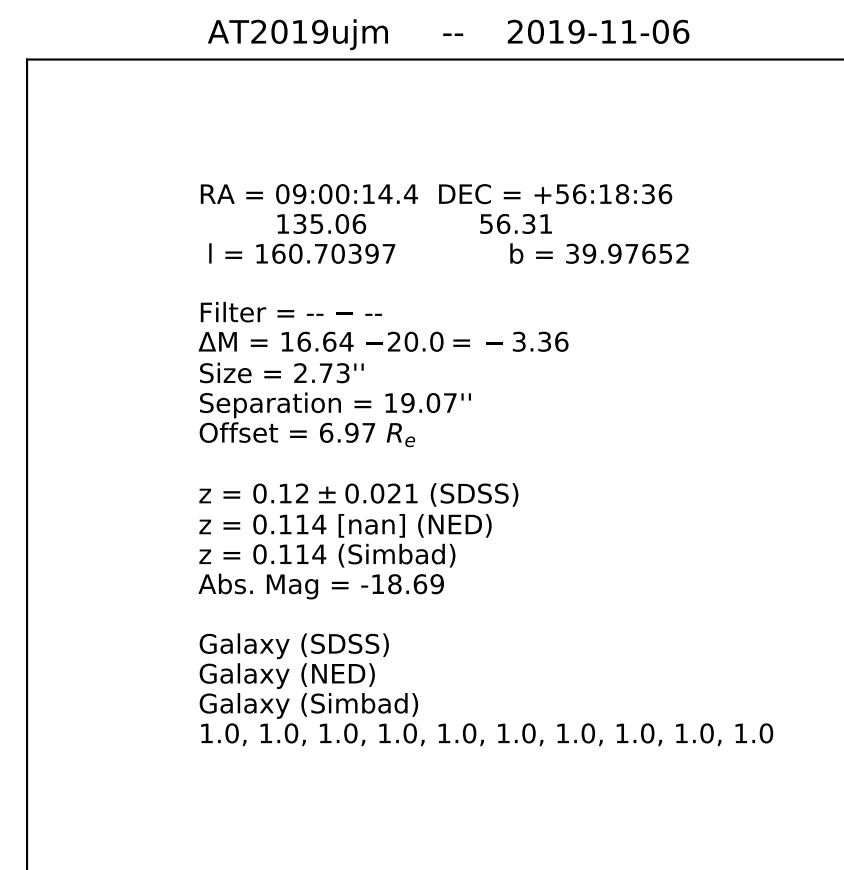 AT2019ujm -- 2019-11-06
RA = 09:00:14.4 DEC = +56:18:36
135.06 56.31
l = 160.70397 b = 39.97652
Filter = -- − --
ΔM = 16.64 −20.0 = − 3.36
Size = 2.73''
Separation = 19.07''
Offset = 6.97 Rₑ
z = 0.12 ± 0.021 (SDSS)
z = 0.114 [nan] (NED)
z = 0.114 (Simbad)
Abs. Mag = -18.69
Galaxy (SDSS)
Galaxy (NED)
Galaxy (Simbad)
1.0, 1.0, 1.0, 1.0, 1.0, 1.0, 1.0, 1.0, 1.0, 1.0